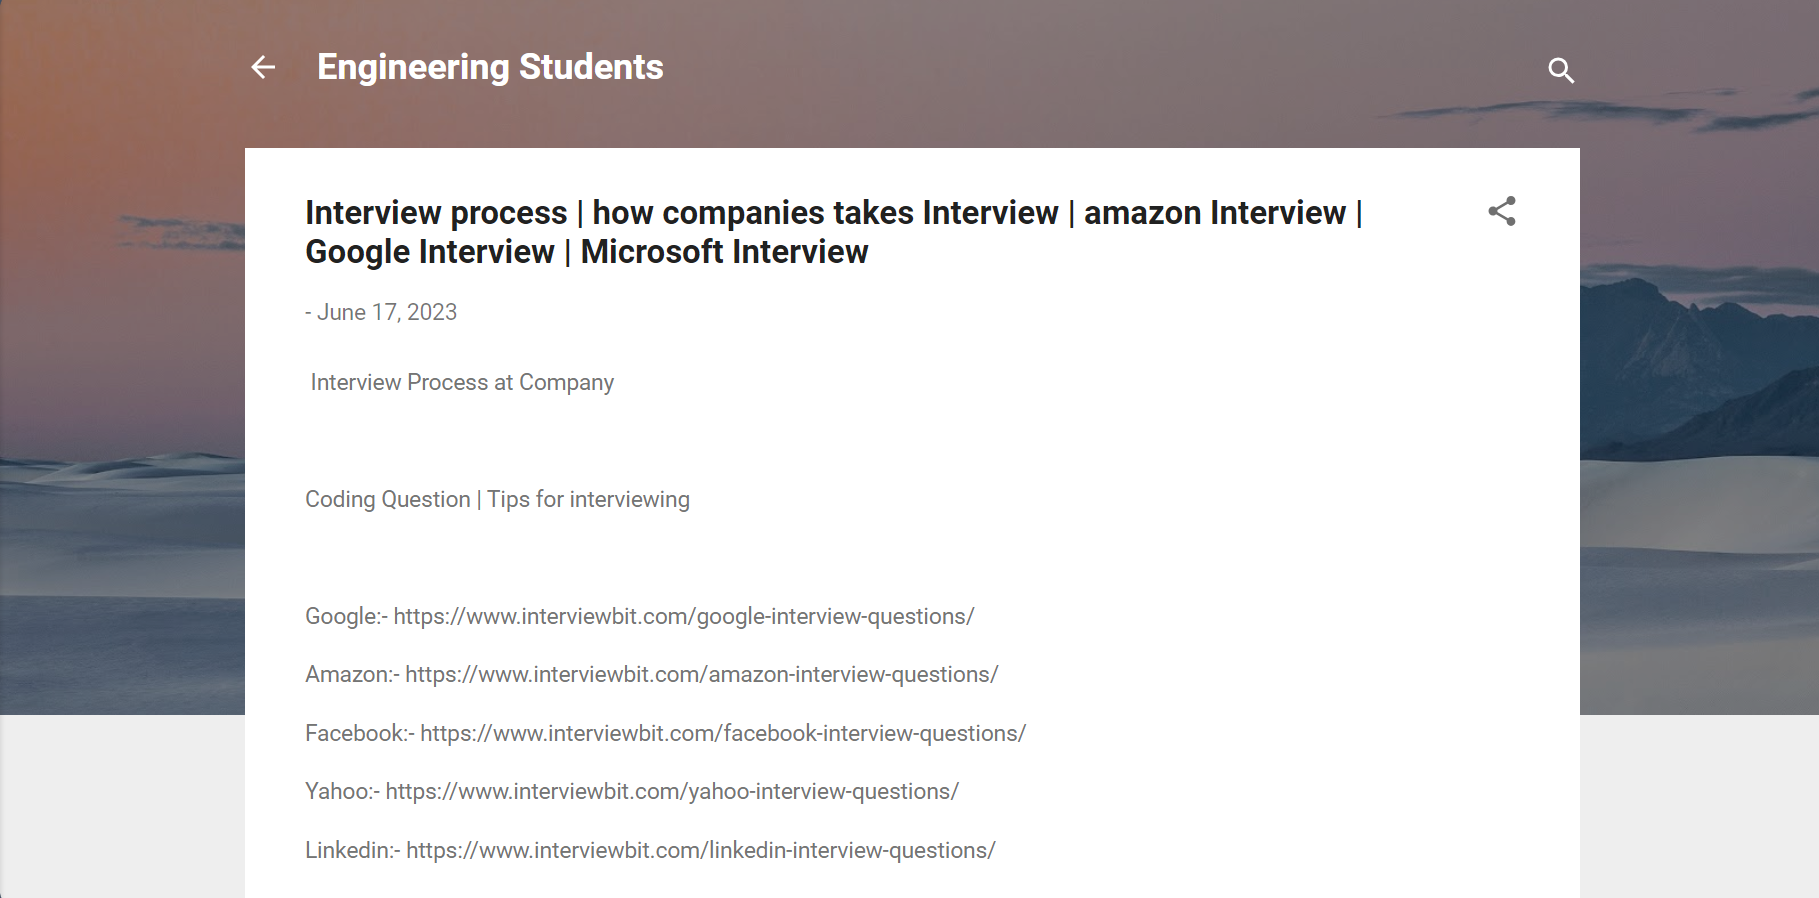 Engineering Students
Interview process | how companies takes Interview | amazon Interview |
Google Interview | Microsoft Interview
- June 17, 2023
Interview Process at Company
Coding Question | Tips for interviewing
Google:- https://www.interviewbit.com/google-interview-questions/
Amazon:- https://www.interviewbit.com/amazon-interview-questions/
Facebook:- https://www.interviewbit.com/facebook-interview-questions/
Yahoo:- https://www.interviewbit.com/yahoo-interview-questions/
Linkedin:- https://www.interviewbit.com/linkedin-interview-questions/